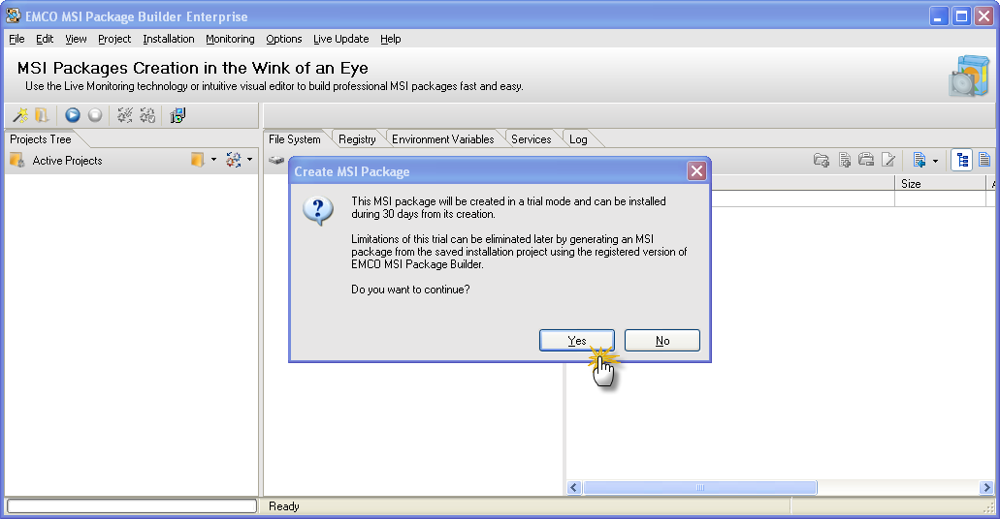 EMCO MSI Package Builder Enterprise
File Edit View Project Installation Monitoring Options Live Update Help
MSI Packages Creation in the Wink of an Eye
Use the Live Monitoring technology or intuitive visual editor to build professional MSI packages fast and easy.
Projects Tree
File System Registry Environment Variables Services Log
Active Projects
Create MSI Package
Size
This MSI package will be created in a trial mode and can be installed
during 30 days from its creation.
Limitations of this trial can be eliminated later by generating an MSI
package from the saved installation project using the registered version of
EMCO MSI Package Builder.
Do you want to continue?
Yes No
Ready